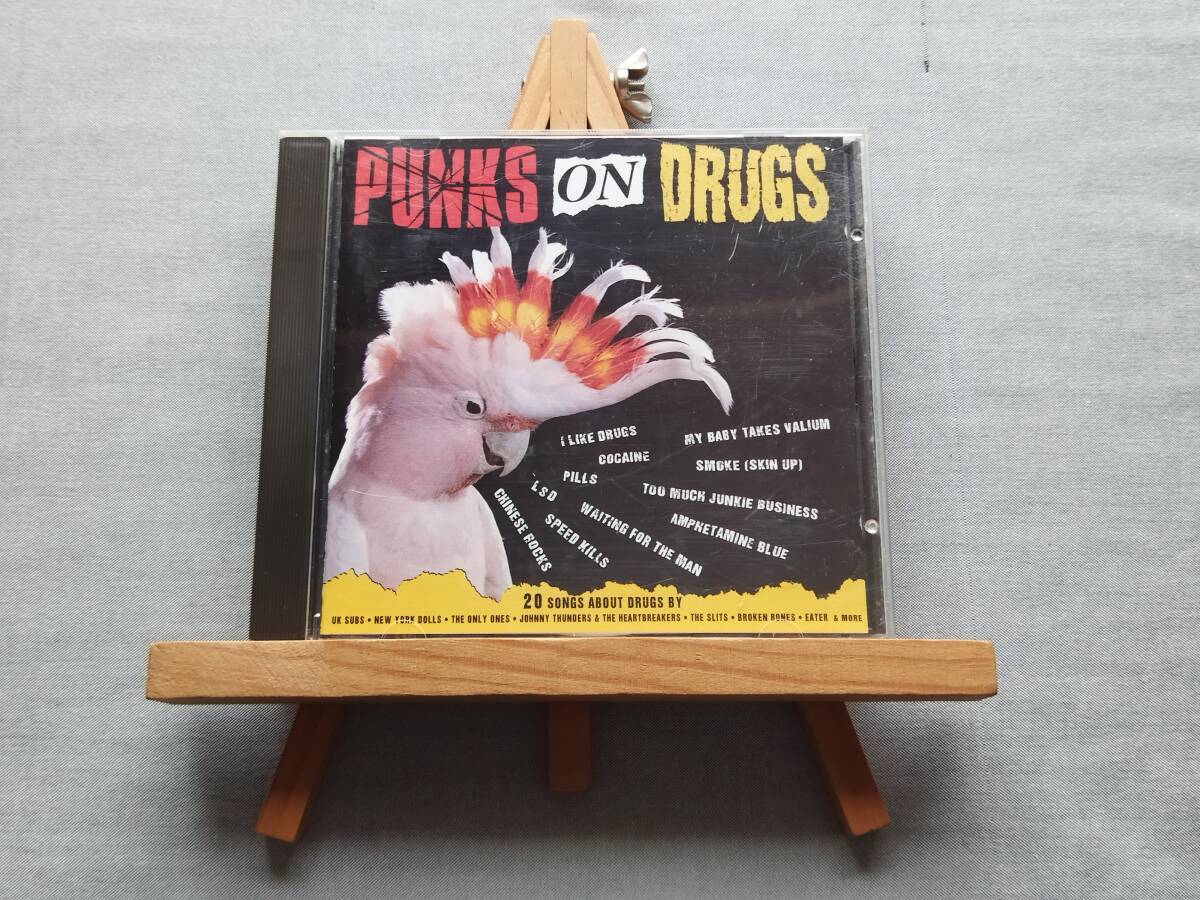 PUNKS ON DRUGS
I LIKE DRUGS
MY BABY TAKES VALIUM
COCAINE
SMOKE (SKIN UP)
PILLS
TOO MUCH JUNKIE BUSINESS
LSD
WAITING FOR THE MAN
AMPHETAMINE BLUE
CHINESE ROCKS
SPEED KILLS
20 SONGS ABOUT DRUGS BY
UK SUBS • NEW YORK DOLLS • THE ONLY ONES • JOHNNY THUNDERS & THE HEARTBREAKERS • THE SLITS • BROKEN BONES • EATER & MORE